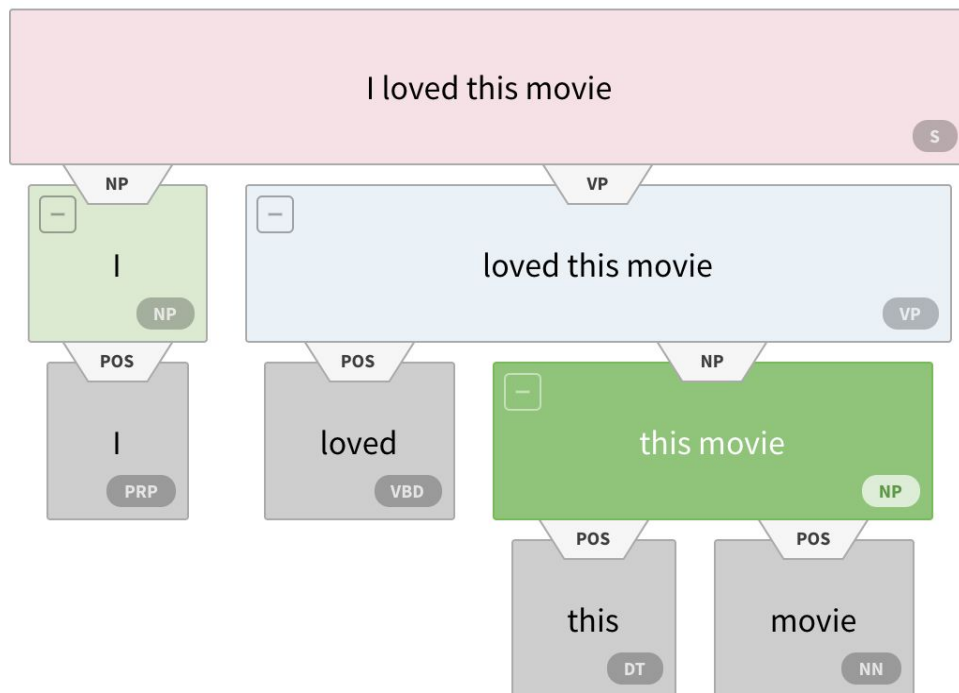 I loved this movie
S
NP VP
I loved this movie
NP VP
POS POS NP
I loved this movie
PRP VBD NP
POS POS
this movie
DT NN